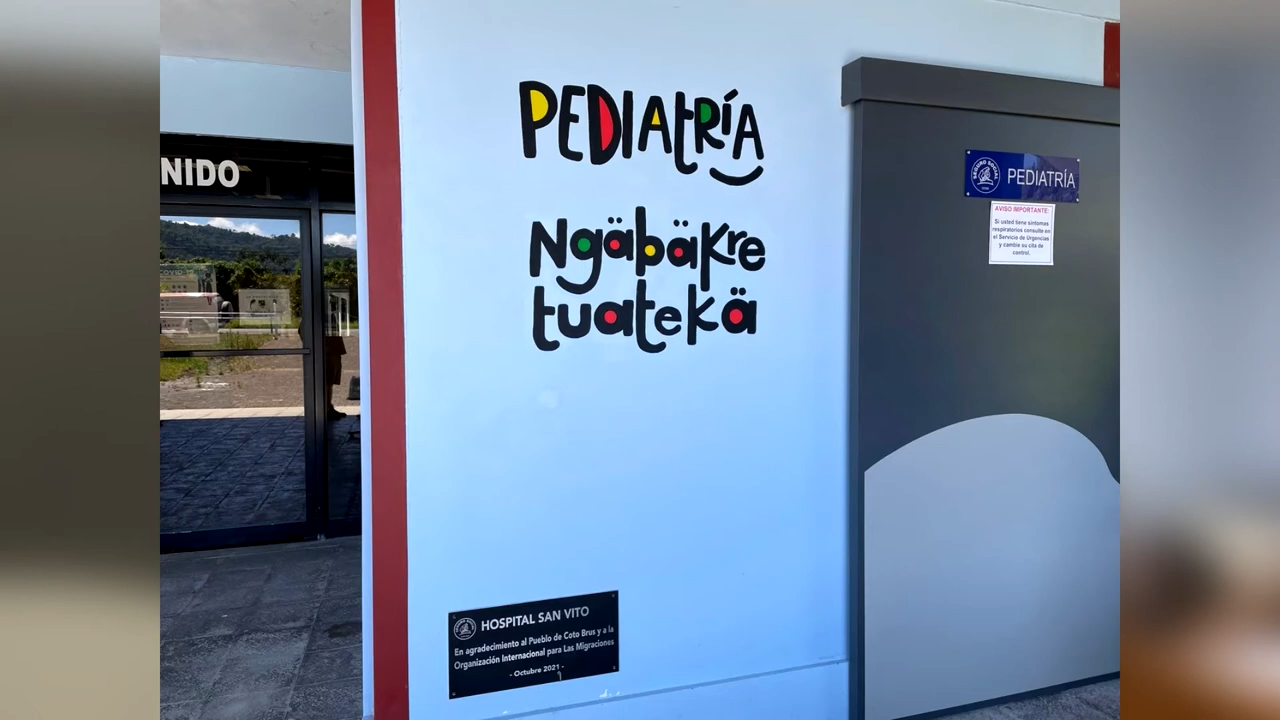 NIDO
PEDIATRÍA
Ngäbäkre
tuatekä
SEGURO SOCIAL
PEDIATRÍA
AVISO IMPORTANTE:
Si usted tiene síntomas
respiratorios consulte en
el Servicio de Urgencias
y cambie su cita de
control.
HOSPITAL SAN VITO
En agradecimiento al Pueblo de Coto Brus y a la
Organización Internacional para Las Migraciones
- Octubre 2021 -